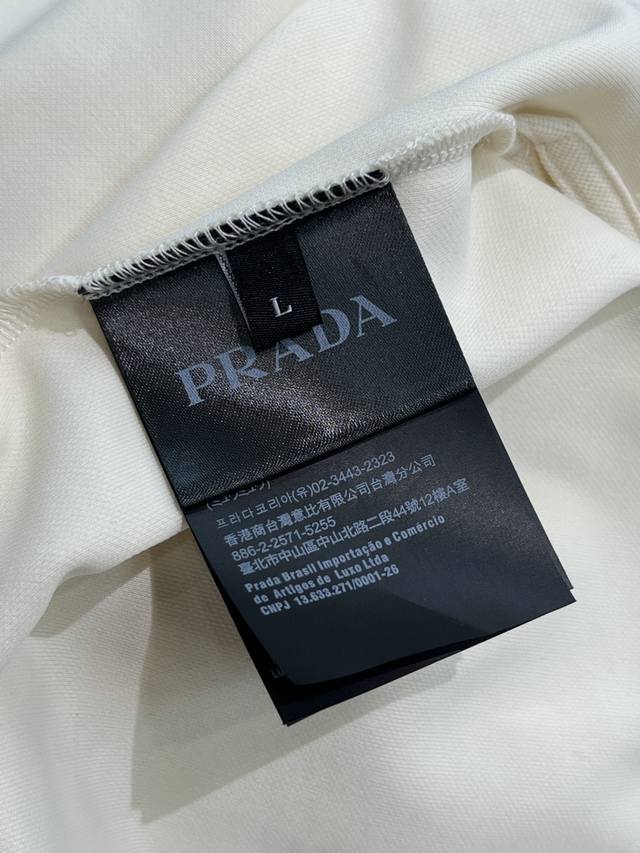 L
PRADA
프라다코리아(유)02-3443-2323
香港商台灣意比有限公司台灣分公司
886-2-2571-5255
臺北市中山區中山北路二段44號12樓A室
Prada Brasil Importação e Comércio
de Artigos de Luxo Ltda
CNPJ 13.633.271/0001-26